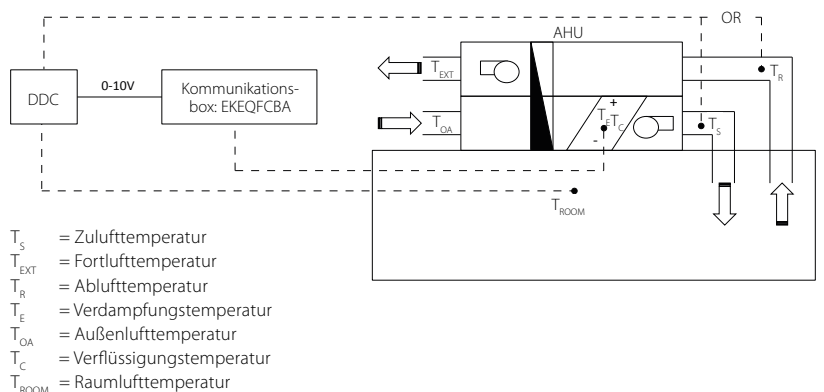 OR
AHU
T_EXT
T_R
DDC
0-10V
Kommunikations-
box: EKEQFCBA
T_OA
+
T_E T_C
-
T_S
T_ROOM
T_S = Zulufttemperatur
T_EXT = Fortlufttemperatur
T_R = Ablufttemperatur
T_E = Verdampfungstemperatur
T_OA = Außenlufttemperatur
T_C = Verflüssigungstemperatur
T_ROOM = Raumlufttemperatur